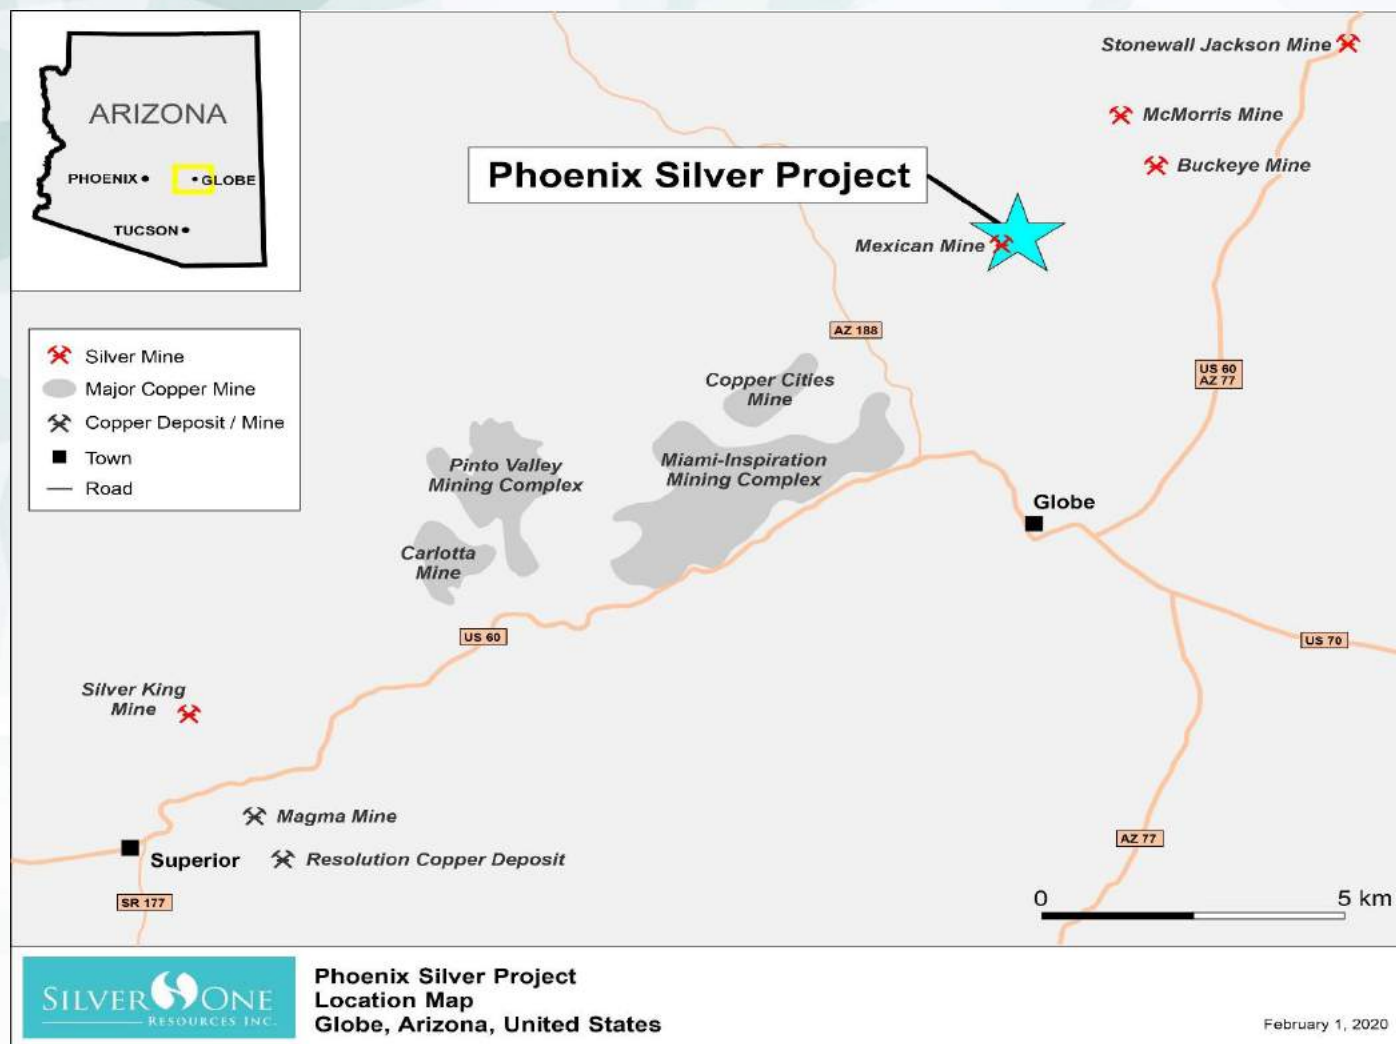 ARIZONA
PHOENIX
GLOBE
TUCSON
Silver Mine
Major Copper Mine
Copper Deposit / Mine
Town
Road
Stonewall Jackson Mine
McMorris Mine
Buckeye Mine
Phoenix Silver Project
Mexican Mine
AZ 188
US 60
AZ 77
Copper Cities
Mine
Pinto Valley
Mining Complex
Miami-Inspiration
Mining Complex
Globe
Carlotta
Mine
US 60
US 70
Silver King
Mine
Magma Mine
AZ 77
Superior
Resolution Copper Deposit
SR 177
0
5 km
SILVER ONE
RESOURCES INC.
Phoenix Silver Project
Location Map
Globe, Arizona, United States
February 1, 2020